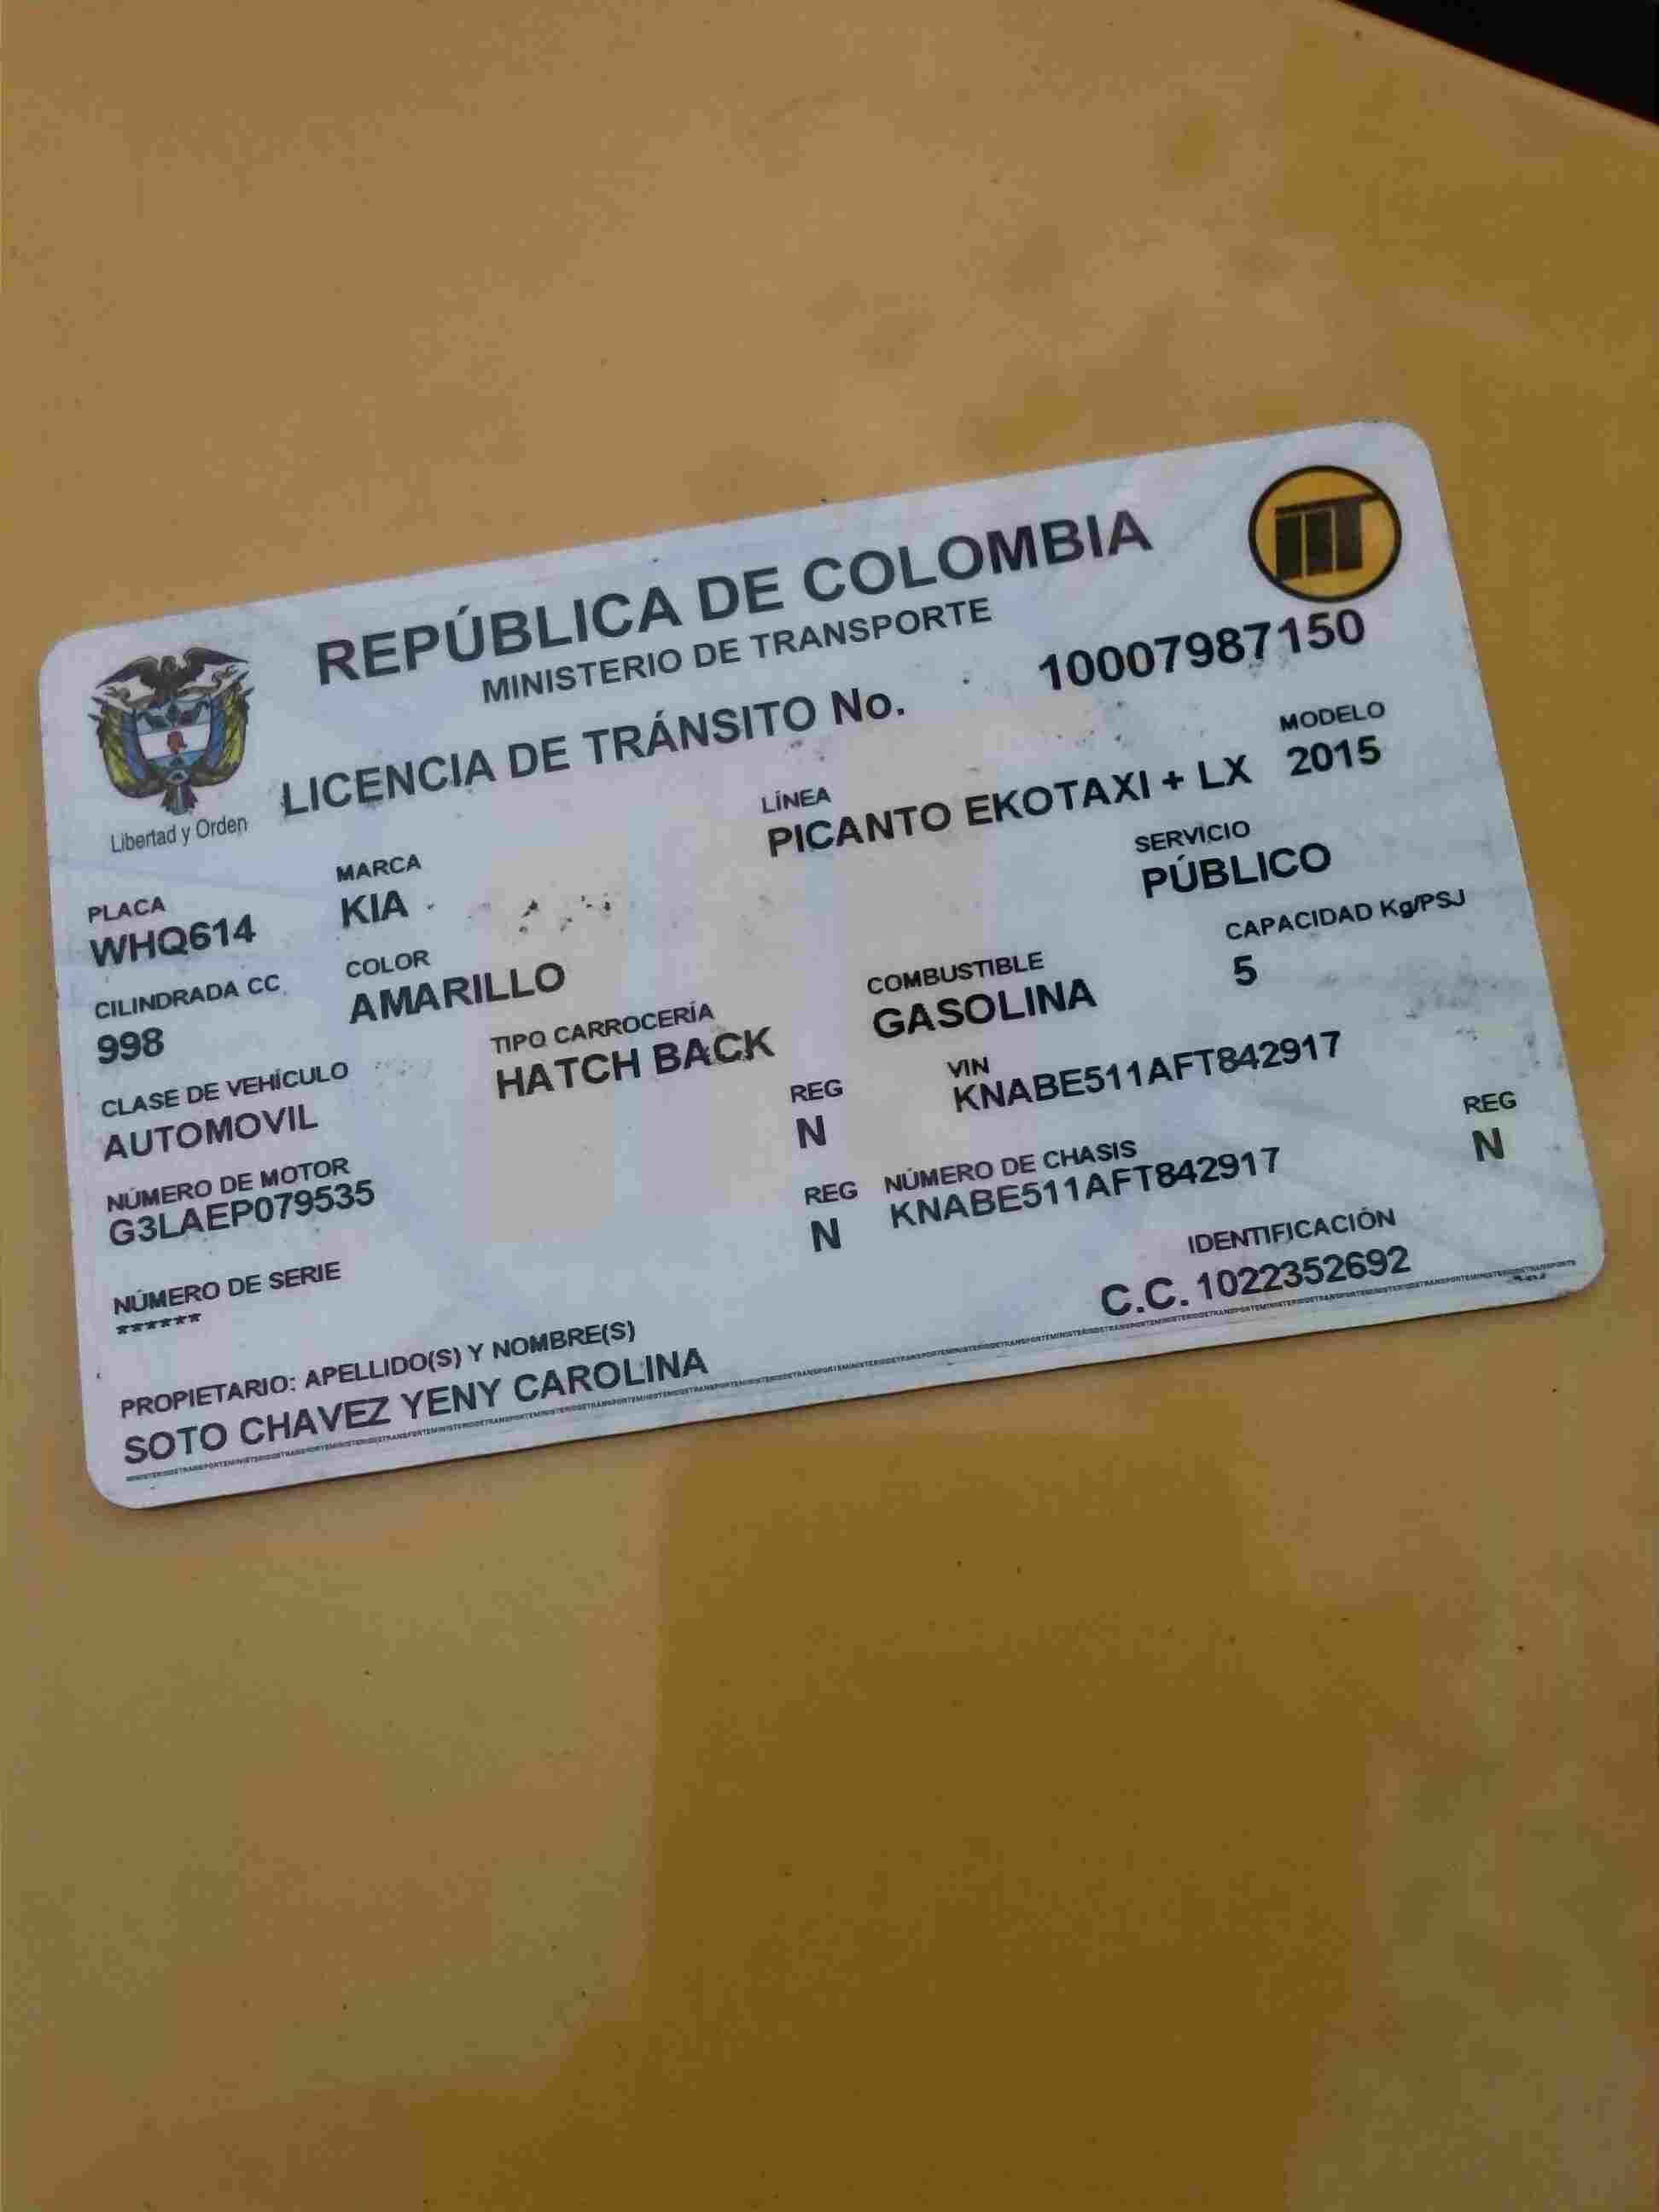 REPÚBLICA DE COLOMBIA
MINISTERIO DE TRANSPORTE
LICENCIA DE TRÁNSITO No. 10007987150
Libertad y Orden
PLACA MARCA LÍNEA MODELO
WHQ614 KIA PICANTO EKOTAXI + LX 2015
CILINDRADA CC COLOR SERVICIO
998 AMARILLO PÚBLICO
CLASE DE VEHÍCULO TIPO CARROCERÍA COMBUSTIBLE CAPACIDAD Kg/PSJ
AUTOMOVIL HATCH BACK GASOLINA 5
NÚMERO DE MOTOR REG VIN
G3LAEP079535 N KNABE511AFT842917
NÚMERO DE SERIE REG NÚMERO DE CHASIS REG
****** N KNABE511AFT842917 N
PROPIETARIO: APELLIDO(S) Y NOMBRE(S) IDENTIFICACIÓN
SOTO CHAVEZ YENY CAROLINA C.C. 1022352692